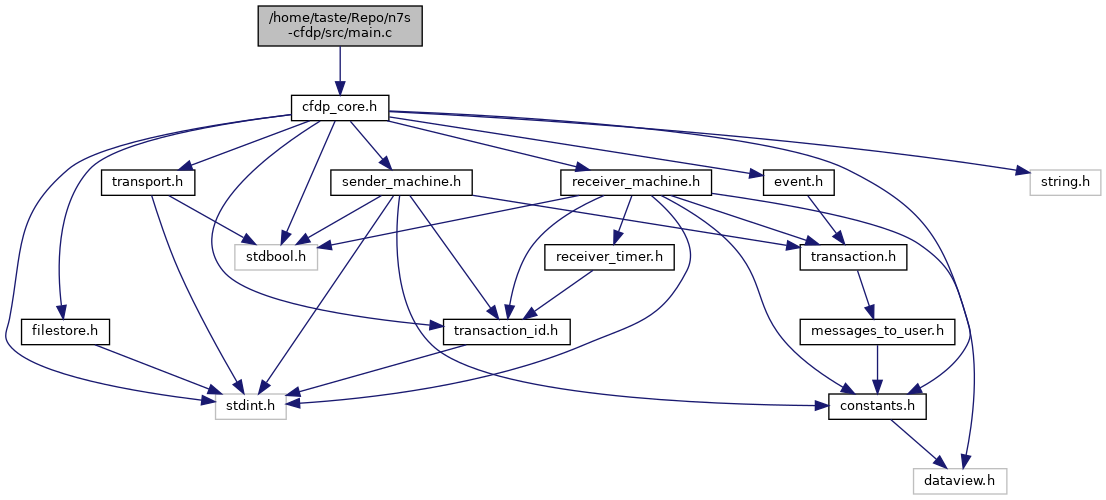 /home/taste/Repo/n7s
-cfdp/src/main.c
cfdp_core.h
transport.h
sender_machine.h
receiver_machine.h
event.h
string.h
stdbool.h
receiver_timer.h
transaction.h
filestore.h
transaction_id.h
messages_to_user.h
stdint.h
constants.h
dataview.h